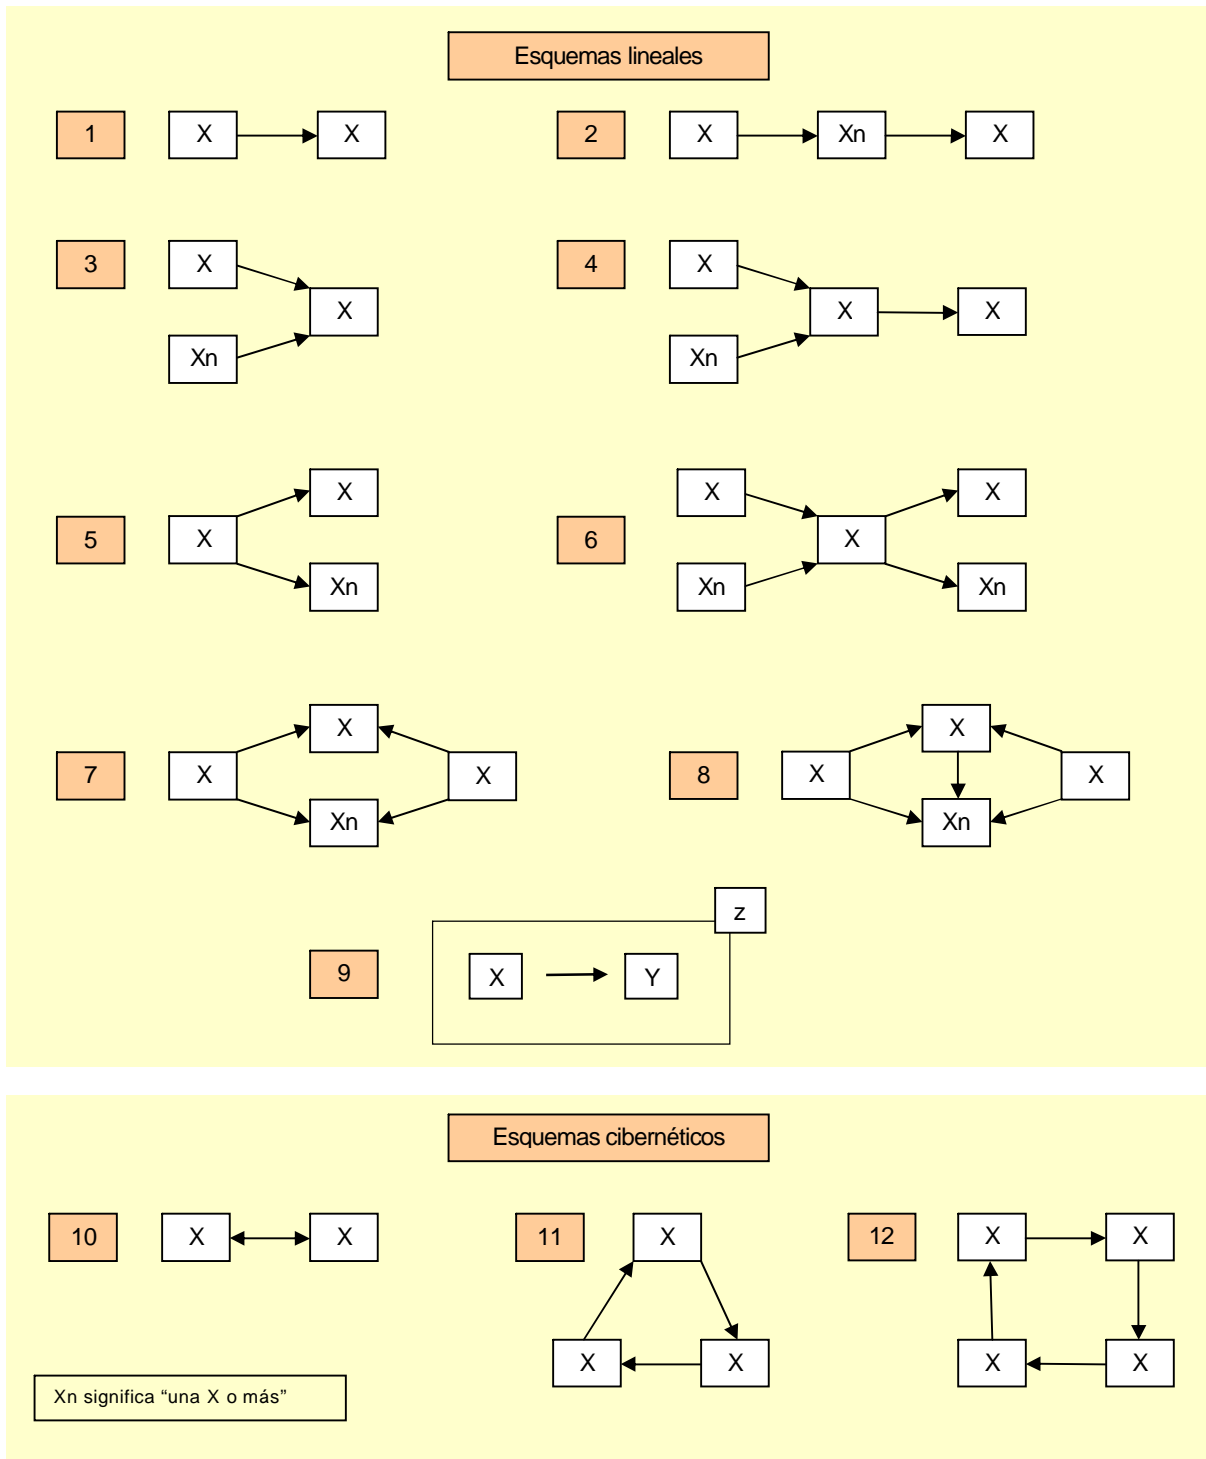 Esquemas lineales
1 X X
2 X Xn X
3 X X Xn
4 X X X Xn
5 X X Xn
6 X X X Xn Xn
7 X X X Xn
8 X X X Xn
9 X Y z
Esquemas cibernéticos
10 X X
11 X X X
12 X X X X
Xn significa “una X o más”